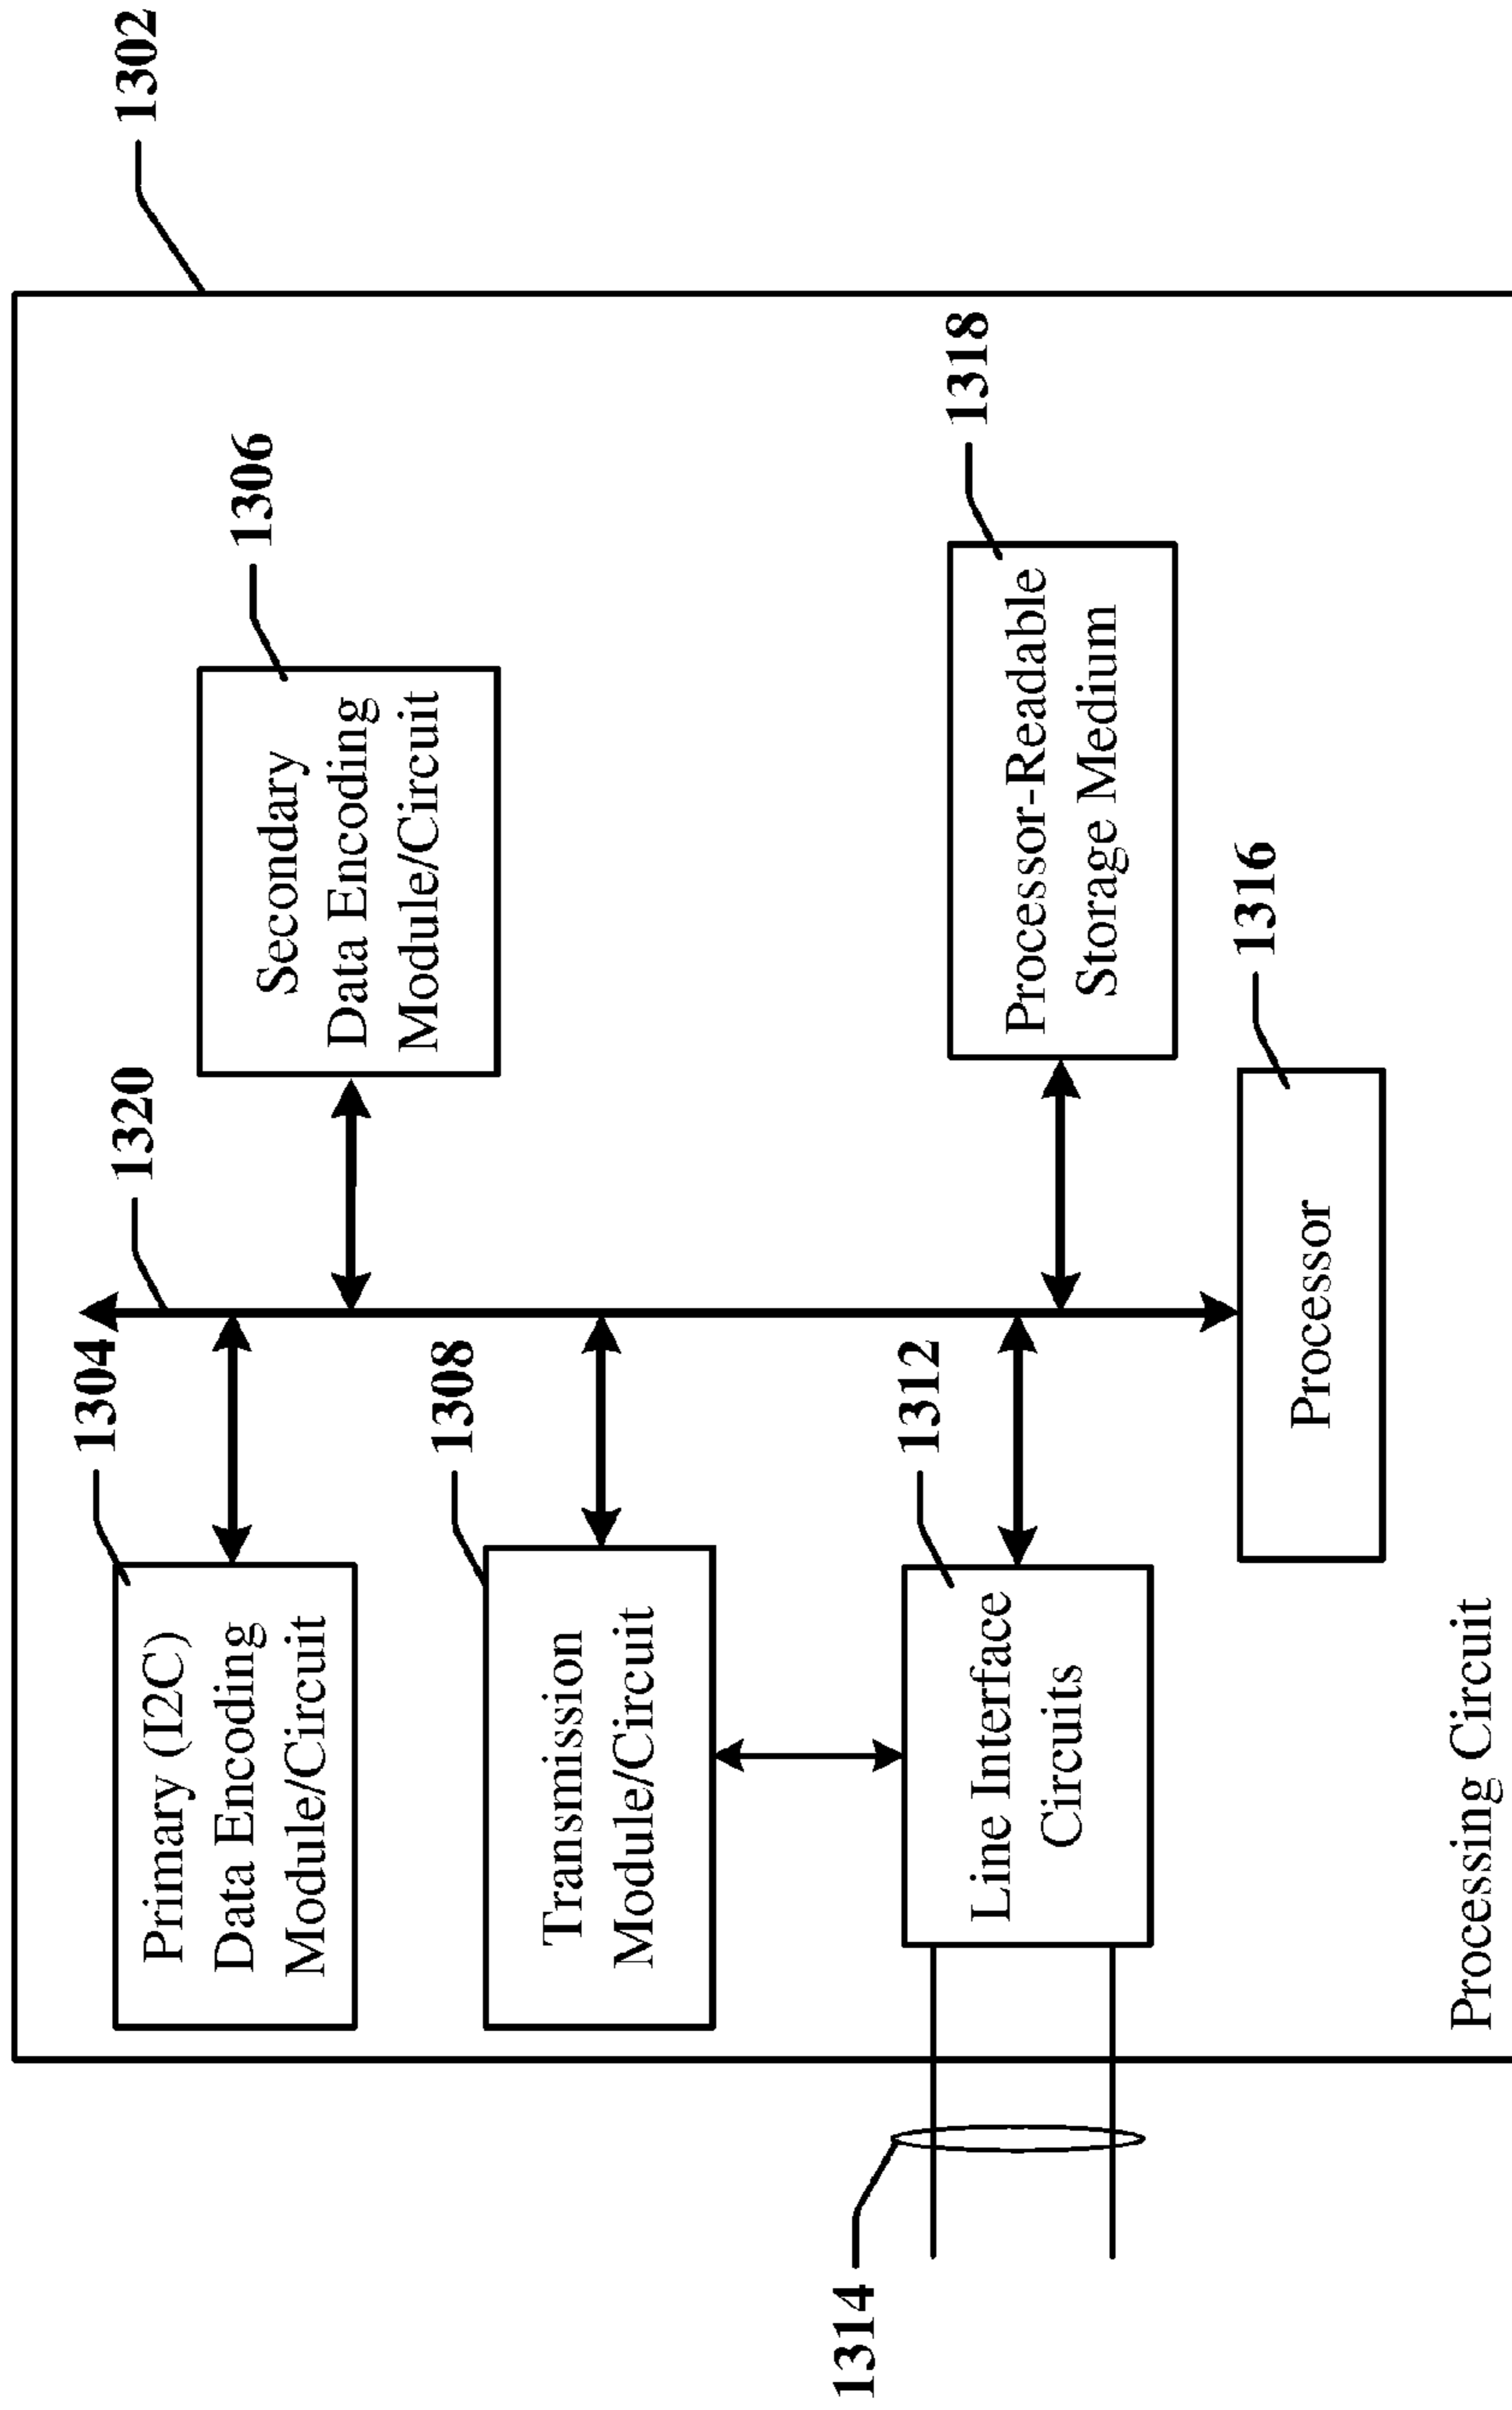 1302
1320
1304
Primary (I2C)
Data Encoding
Module/Circuit
1306
Secondary
Data Encoding
Module/Circuit
1308
Transmission
Module/Circuit
1312
Line Interface
Circuits
1314
1318
Processor-Readable
Storage Medium
1316
Processor
Processing Circuit